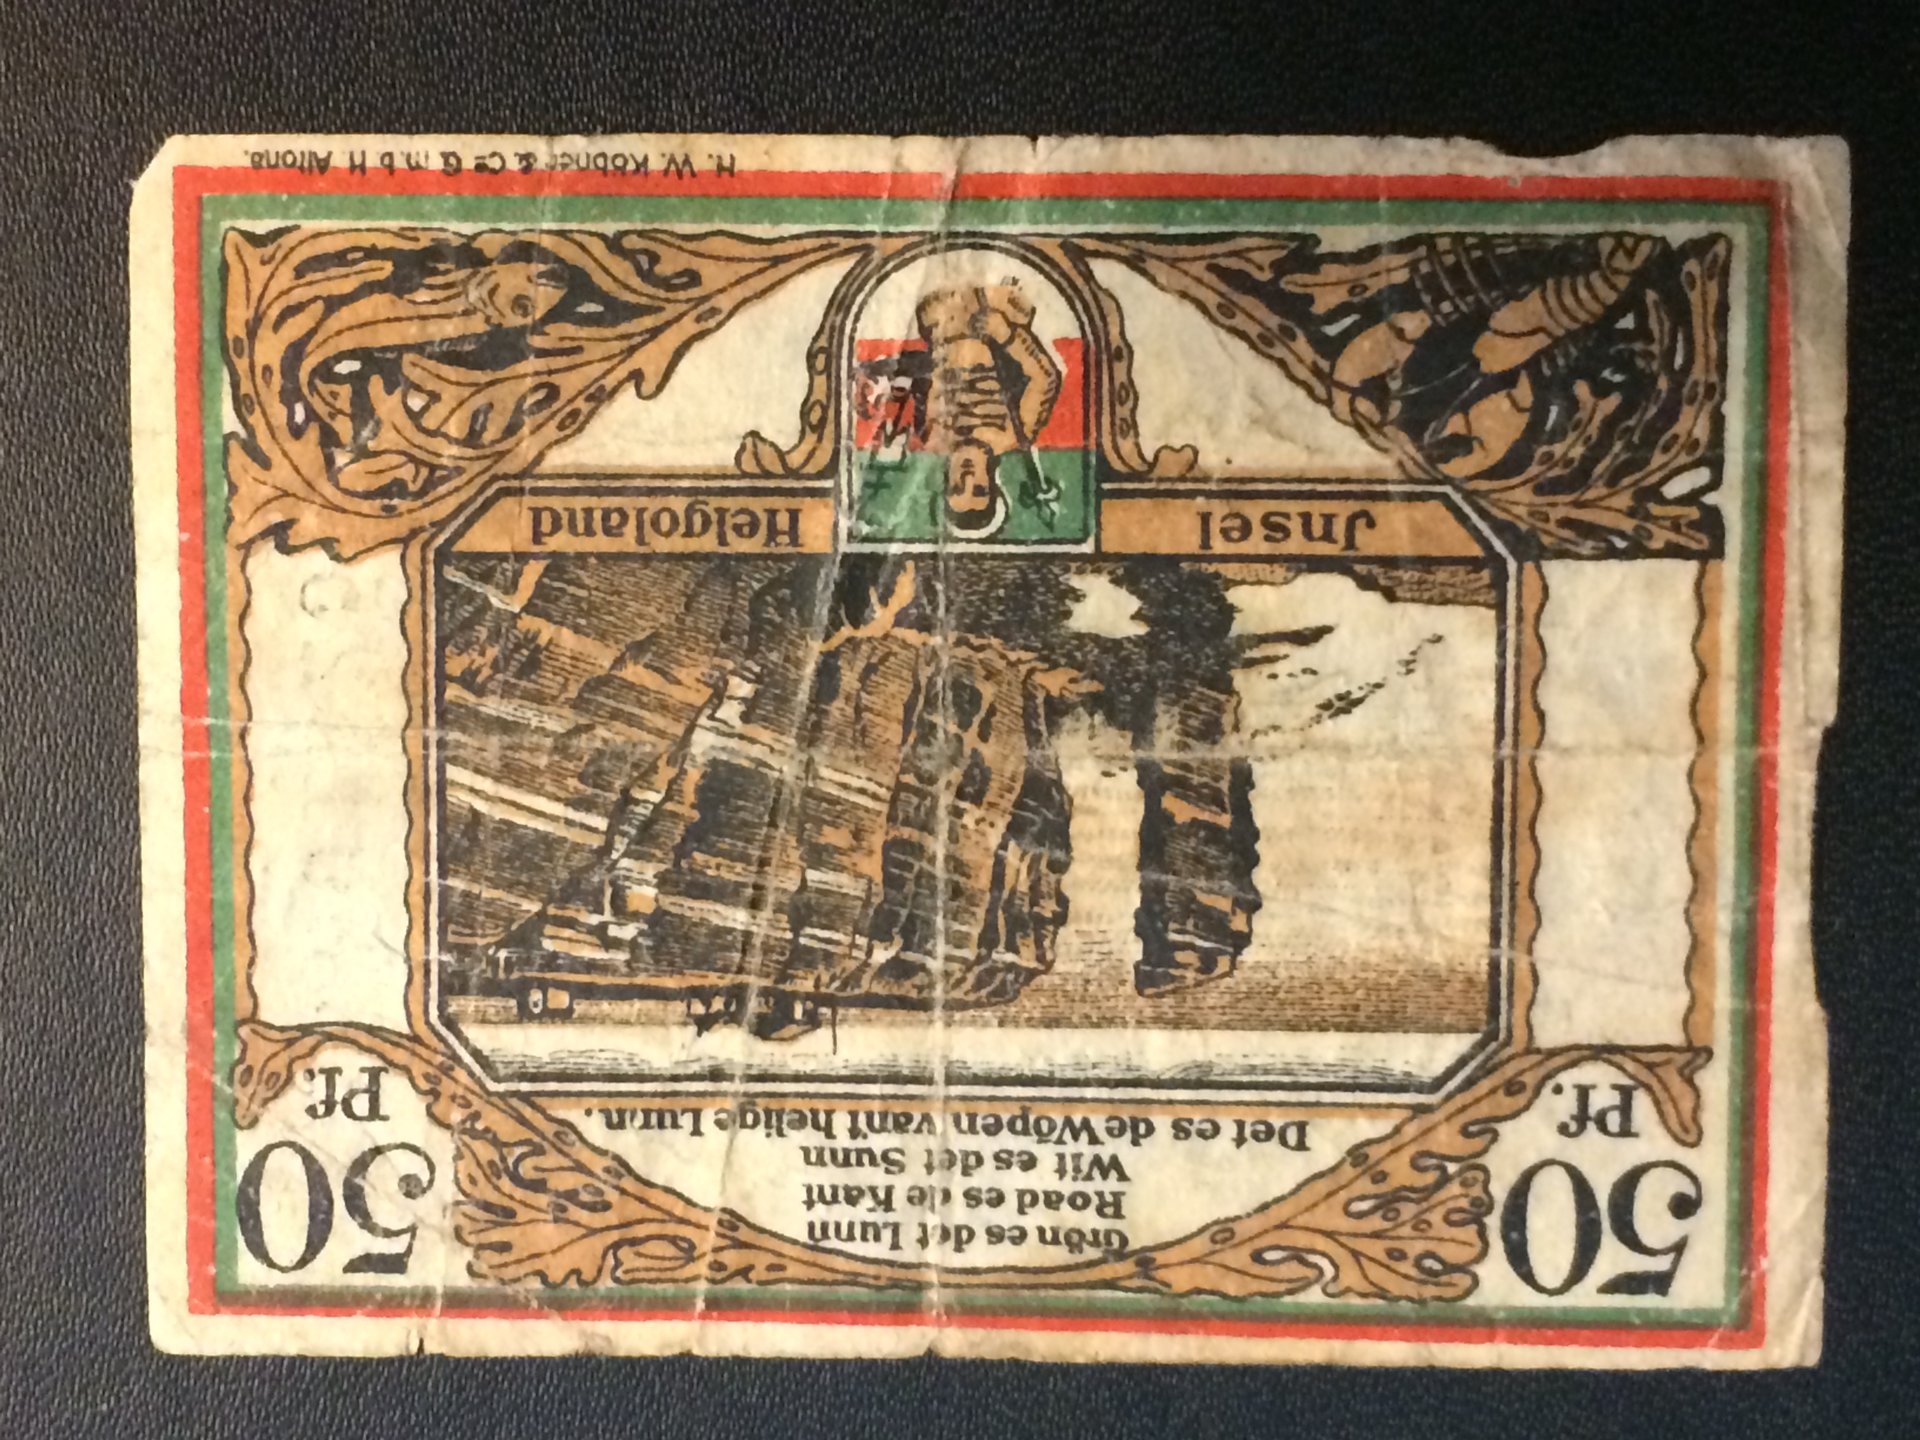 50
Pf.
50
Pf.
Grön es det Lunn
Road es de Kant
Wit es det Sunn
Det es de Wöpen van't helige Lunn.
Jnsel Helgoland
H. W. Köbner & Co. G. m. b. H. Altona.